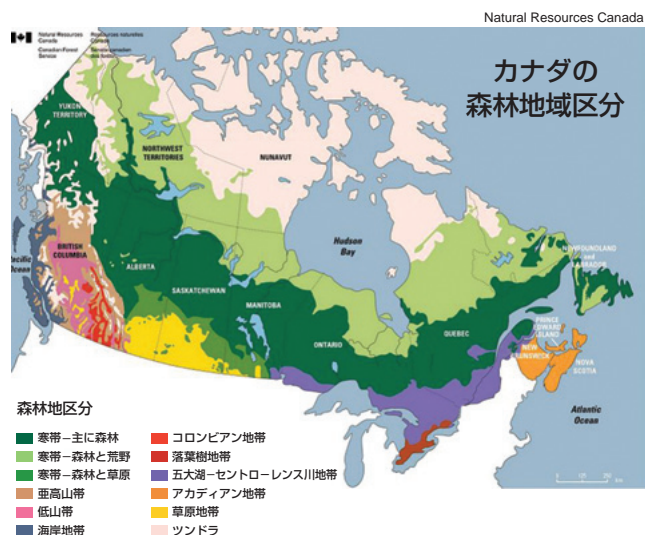 Natural Resources Canada
Natural Resources
Canada
Canadian Forest
Service
Ressources naturelles
Canada
Service canadien
des forêts
カナダの
森林地域区分
YUKON
TERRITORY
NORTHWEST
TERRITORIES
NUNAVUT
Hudson
Bay
Pacific
Ocean
BRITISH
COLUMBIA
ALBERTA
SASKATCHEWAN
MANITOBA
ONTARIO
QUEBEC
NEWFOUNDLAND
and
LABRADOR
PRINCE
EDWARD
ISLAND
NEW
BRUNSWICK
NOVA
SCOTIA
Atlantic
Ocean
森林地区分
寒帯－主に森林
寒帯－森林と荒野
寒帯－森林と草原
亜高山帯
低山帯
海岸地帯
コロンビアン地帯
落葉樹地帯
五大湖－セントローレンス川地帯
アカディアン地帯
草原地帯
ツンドラ